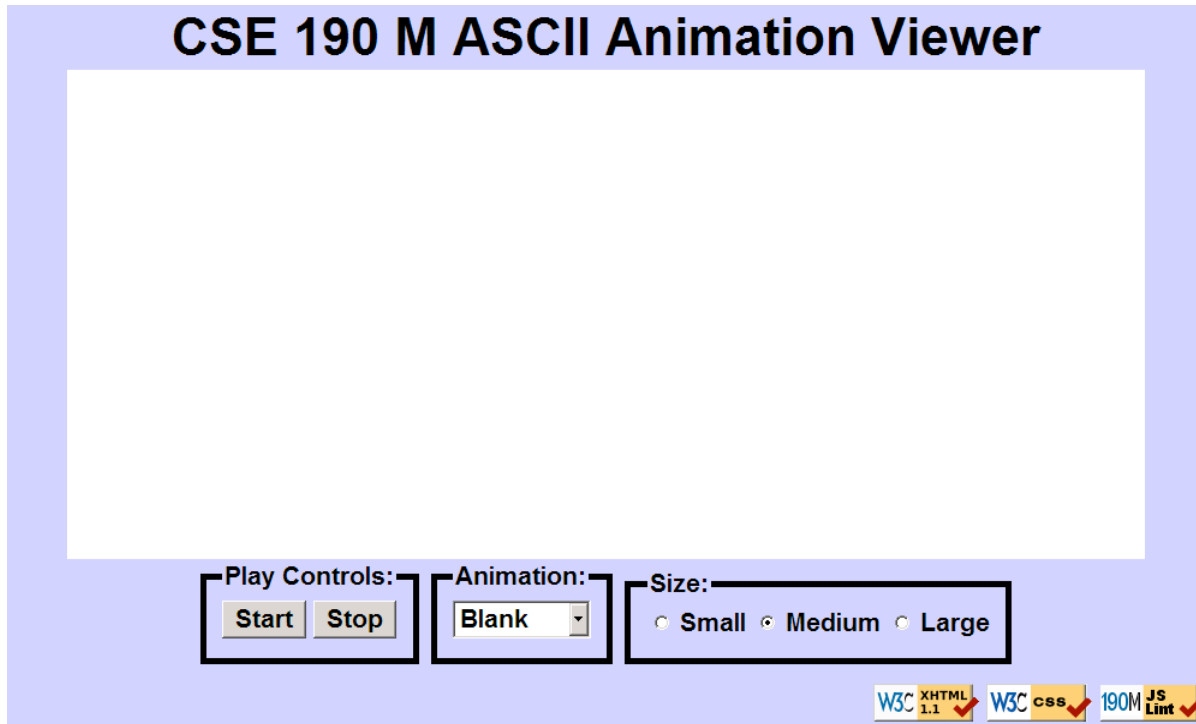 CSE 190 M ASCII Animation Viewer
Play Controls: Animation: Size:
Start Stop Blank Small Medium Large
W3C XHTML 1.1 W3C css 190M JS Lint